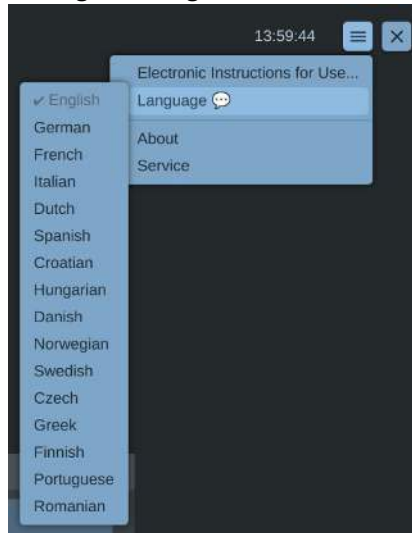 13:59:44
Electronic Instructions for Use...
Language 💬
About
Service
✔ English
German
French
Italian
Dutch
Spanish
Croatian
Hungarian
Danish
Norwegian
Swedish
Czech
Greek
Finnish
Portuguese
Romanian